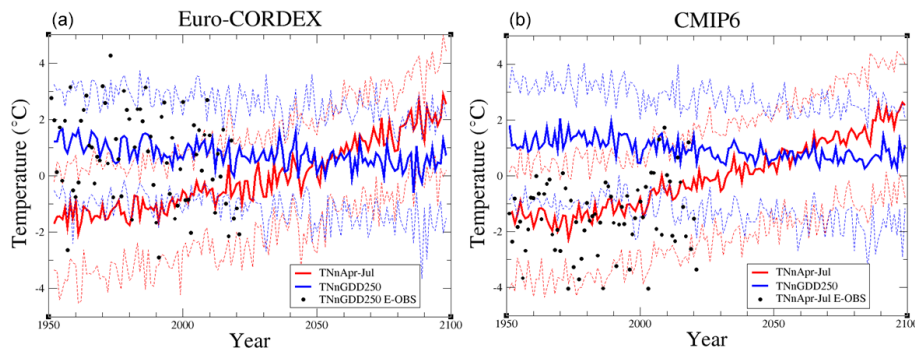 (a) Euro-CORDEX
Temperature (°C)
4
2
0
-2
-4
TNnApr-Jul
TNnGDD250
TNnGDD250 E-OBS
1950 2000 2050 2100
Year
(b) CMIP6
Temperature (°C)
4
2
0
-2
-4
TNnApr-Jul
TNnGDD250
TNnApr-Jul E-OBS
1950 2000 2050 2100
Year